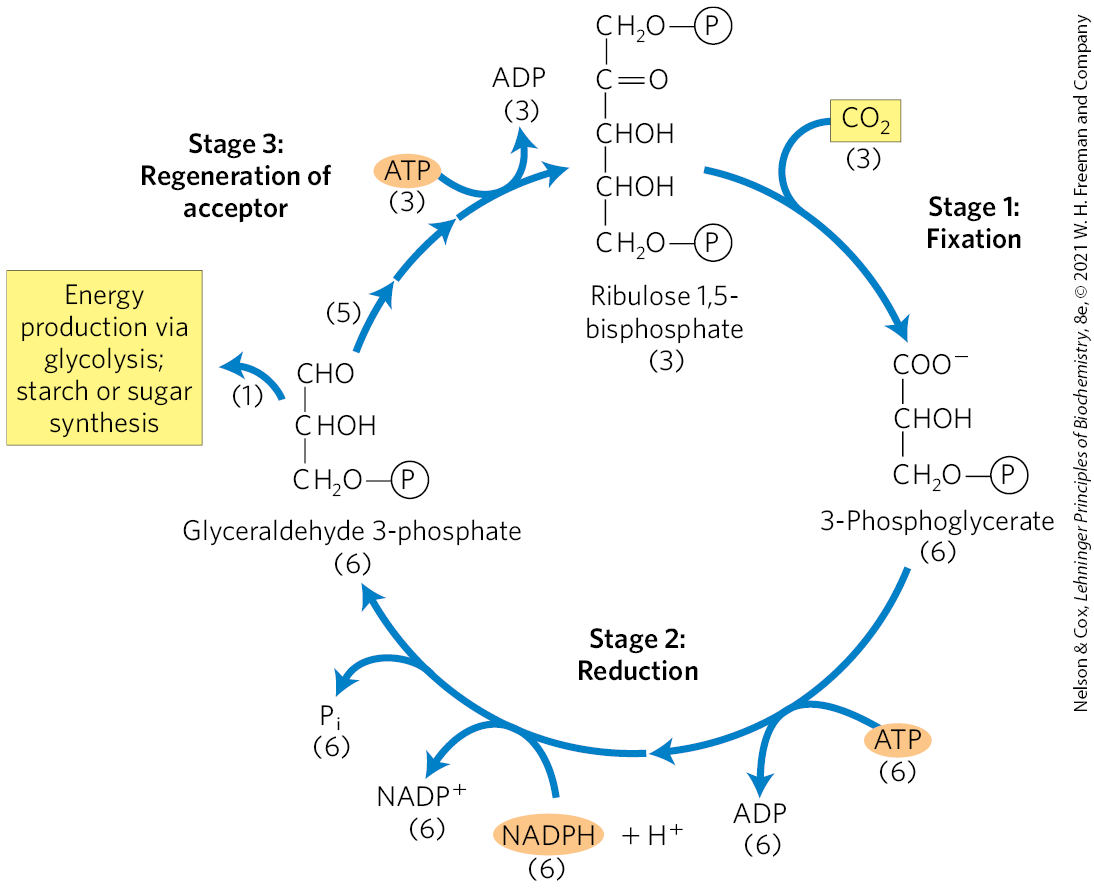 CH₂O—P
C=O
CHOH
CHOH
CH₂O—P
Ribulose 1,5-
bisphosphate
(3)
CO₂
(3)
Stage 1:
Fixation
COO⁻
CHOH
CH₂O—P
3-Phosphoglycerate
(6)
Stage 2:
Reduction
ATP
(6)
ADP
(6)
NADPH + H⁺
(6)
NADP⁺
(6)
Pᵢ
(6)
CHO
CHOH
CH₂O—P
Glyceraldehyde 3-phosphate
(6)
(1)
Energy
production via
glycolysis;
starch or sugar
synthesis
(5)
Stage 3:
Regeneration of
acceptor
ATP
(3)
ADP
(3)
Nelson & Cox, Lehninger Principles of Biochemistry, 8e, © 2021 W. H. Freeman and Company